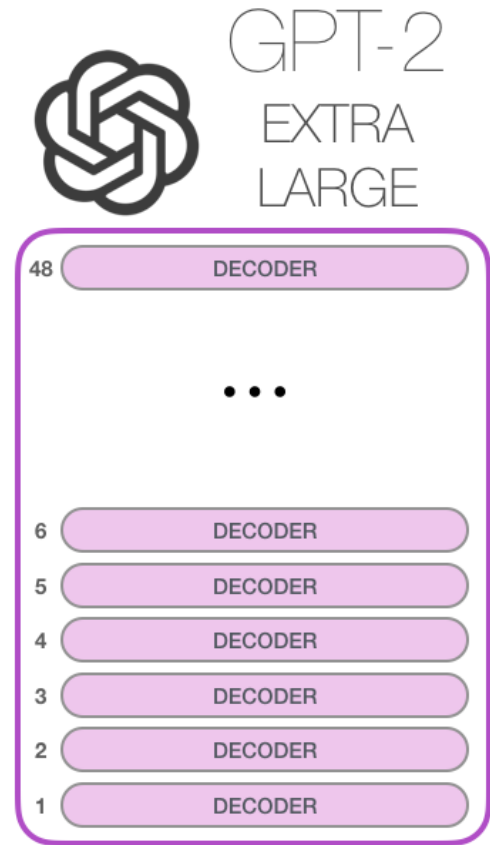 GPT-2
EXTRA
LARGE
48 DECODER
...
6 DECODER
5 DECODER
4 DECODER
3 DECODER
2 DECODER
1 DECODER